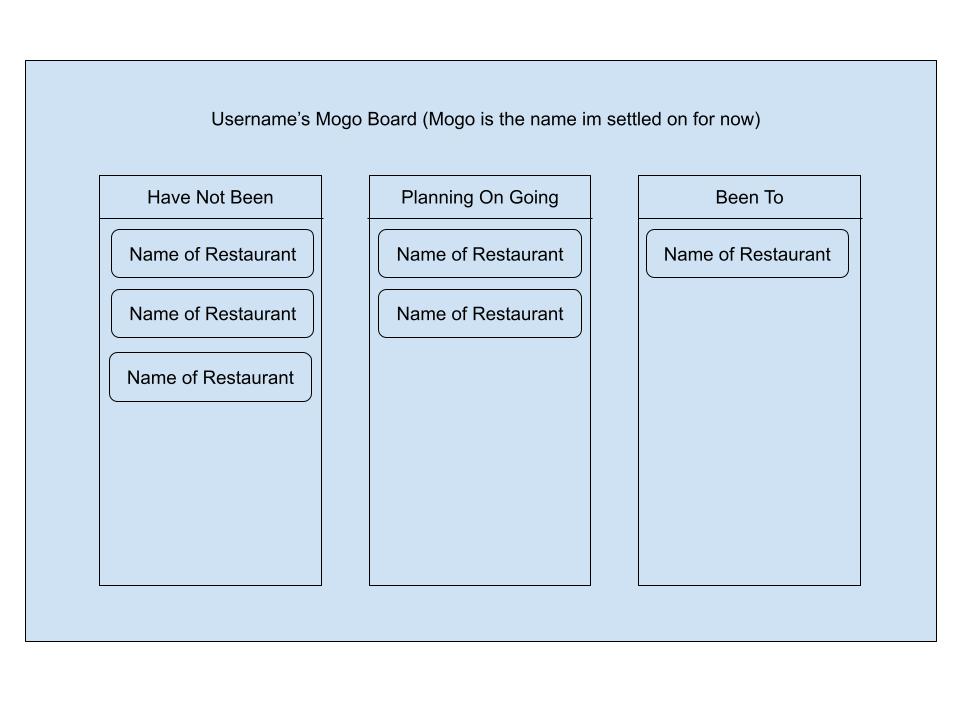 Username’s Mogo Board (Mogo is the name im settled on for now)
Have Not Been
Name of Restaurant
Name of Restaurant
Name of Restaurant
Planning On Going
Name of Restaurant
Name of Restaurant
Been To
Name of Restaurant